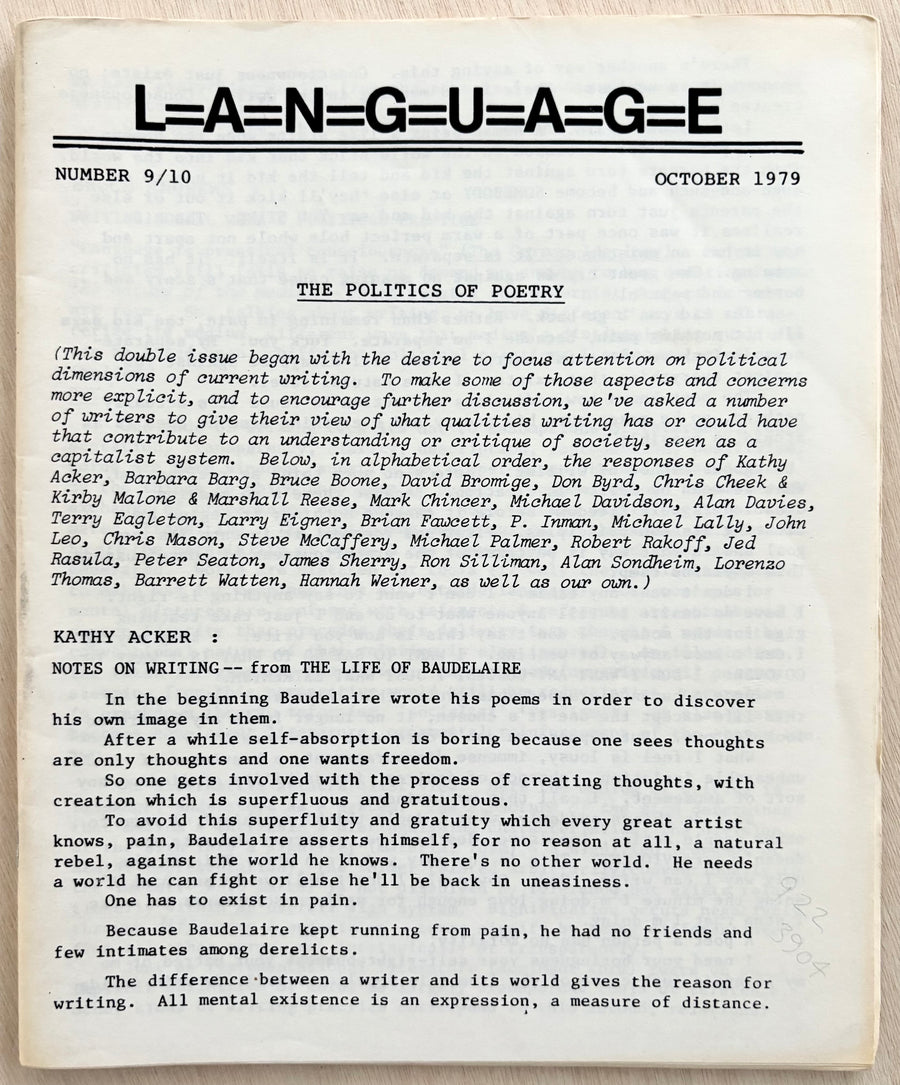 L=A=N=G=U=A=G=E
NUMBER 9/10
OCTOBER 1979
THE POLITICS OF POETRY
(This double issue began with the desire to focus attention on political
dimensions of current writing.  To make some of those aspects and concerns
more explicit, and to encourage further discussion, we've asked a number
of writers to give their view of what qualities writing has or could have
that contribute to an understanding or critique of society, seen as a
capitalist system.  Below, in alphabetical order, the responses of Kathy
Acker, Barbara Barg, Bruce Boone, David Bromige, Don Byrd, Chris Cheek &
Kirby Malone & Marshall Reese, Mark Chincer, Michael Davidson, Alan Davies,
Terry Eagleton, Larry Eigner, Brian Fawcett, P. Inman, Michael Lally, John
Leo, Chris Mason, Steve McCaffery, Michael Palmer, Robert Rakoff, Jed
Rasula, Peter Seaton, James Sherry, Ron Silliman, Alan Sondheim, Lorenzo
Thomas, Barrett Watten, Hannah Weiner, as well as our own.)
KATHY ACKER :
NOTES ON WRITING -- from THE LIFE OF BAUDELAIRE
In the beginning Baudelaire wrote his poems in order to discover
his own image in them.
After a while self-absorption is boring because one sees thoughts
are only thoughts and one wants freedom.
So one gets involved with the process of creating thoughts, with
creation which is superfluous and gratuitous.
To avoid this superfluity and gratuity which every great artist
knows, pain, Baudelaire asserts himself, for no reason at all, a natural
rebel, against the world he knows.  There's no other world.  He needs
a world he can fight or else he'll be back in uneasiness.
One has to exist in pain.
Because Baudelaire kept running from pain, he had no friends and
few intimates among derelicts.
The difference between a writer and its world gives the reason for
writing.  All mental existence is an expression, a measure of distance.